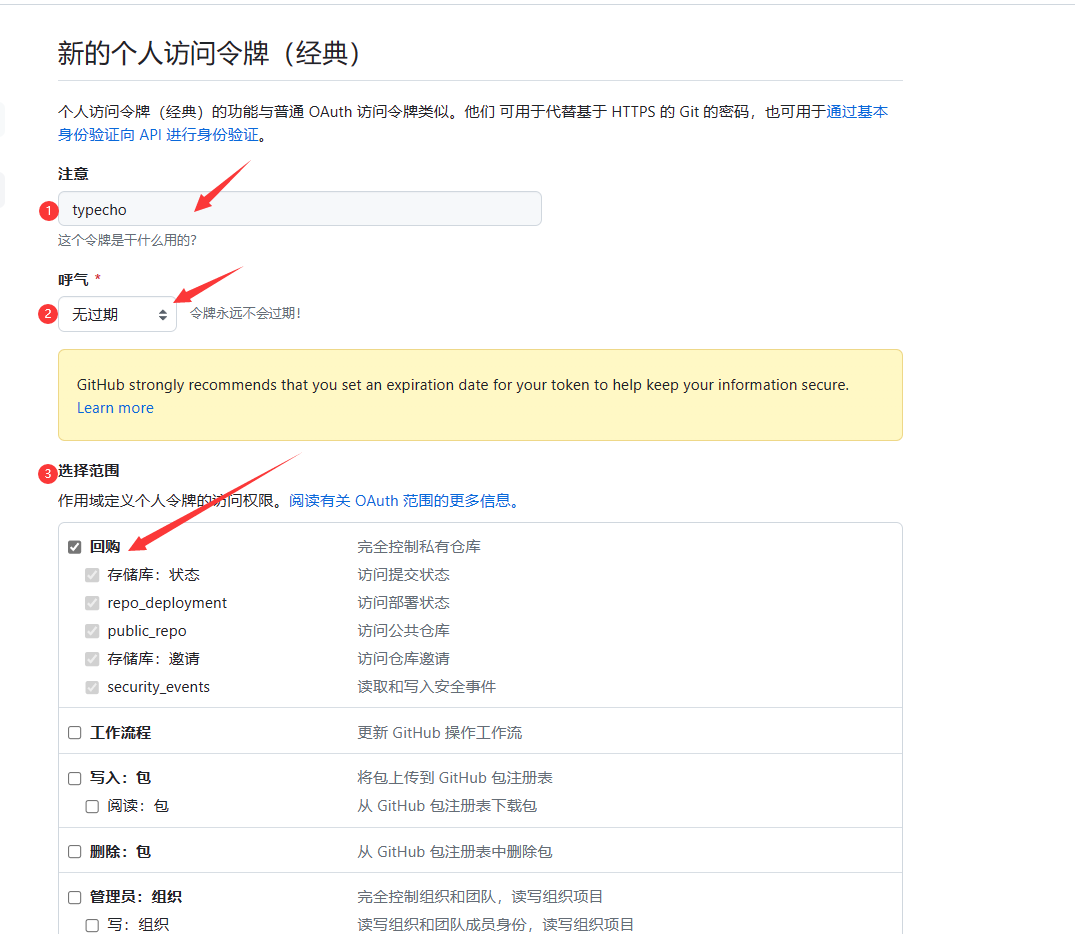 新的个人访问令牌（经典）
个人访问令牌（经典）的功能与普通 OAuth 访问令牌类似。他们 可用于代替基于 HTTPS 的 Git 的密码，也可用于通过基本
身份验证向 API 进行身份验证。
注意
1 typecho
这个令牌是干什么用的？
呼气 *
2 无过期 令牌永远不会过期！
GitHub strongly recommends that you set an expiration date for your token to help keep your information secure.
Learn more
3 选择范围
作用域定义个人令牌的访问权限。阅读有关 OAuth 范围的更多信息。
回购 完全控制私有仓库
存储库：状态 访问提交状态
repo_deployment 访问部署状态
public_repo 访问公共仓库
存储库：邀请 访问仓库邀请
security_events 读取和写入安全事件
工作流程 更新 GitHub 操作工作流
写入：包 将包上传到 GitHub 包注册表
阅读：包 从 GitHub 包注册表下载包
删除：包 从 GitHub 包注册表中删除包
管理员：组织 完全控制组织和团队，读写组织项目
写：组织 读写组织和团队成员身份，读写组织项目